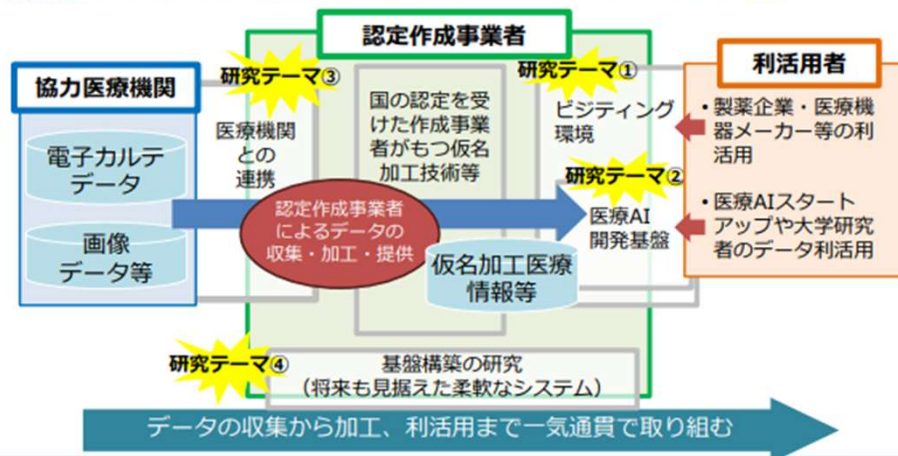 認定作成事業者
協力医療機関
電子カルテ
データ
画像
データ等
研究テーマ③
医療機関
との
連携
国の認定を受
けた作成事業
者がもつ仮名
加工技術等
認定作成事業者
によるデータの
収集・加工・提供
仮名加工医療
情報等
研究テーマ①
ビジティング
環境
研究テーマ②
医療AI
開発基盤
利活用者
・製薬企業・医療機
器メーカー等の利
活用
・医療AIスタート
アップや大学研究
者のデータ利活用
研究テーマ④
基盤構築の研究
(将来も見据えた柔軟なシステム)
データの収集から加工、利活用まで一気通貫で取り組む